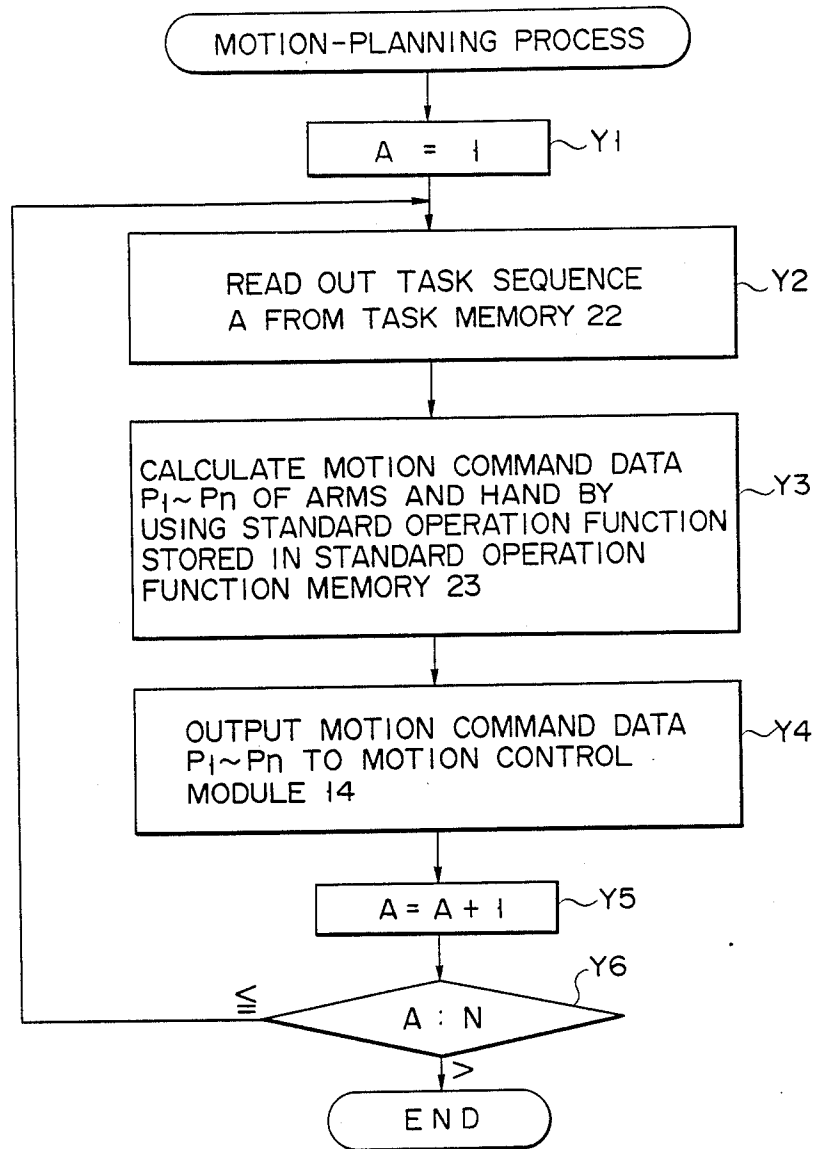 MOTION-PLANNING PROCESS
A = 1
Y1
READ OUT TASK SEQUENCE
A FROM TASK MEMORY 22
Y2
CALCULATE MOTION COMMAND DATA
P1~Pn OF ARMS AND HAND BY
USING STANDARD OPERATION FUNCTION
STORED IN STANDARD OPERATION
FUNCTION MEMORY 23
Y3
OUTPUT MOTION COMMAND DATA
P1~Pn TO MOTION CONTROL
MODULE 14
Y4
A = A + 1
Y5
Y6
≦
A : N
>
END